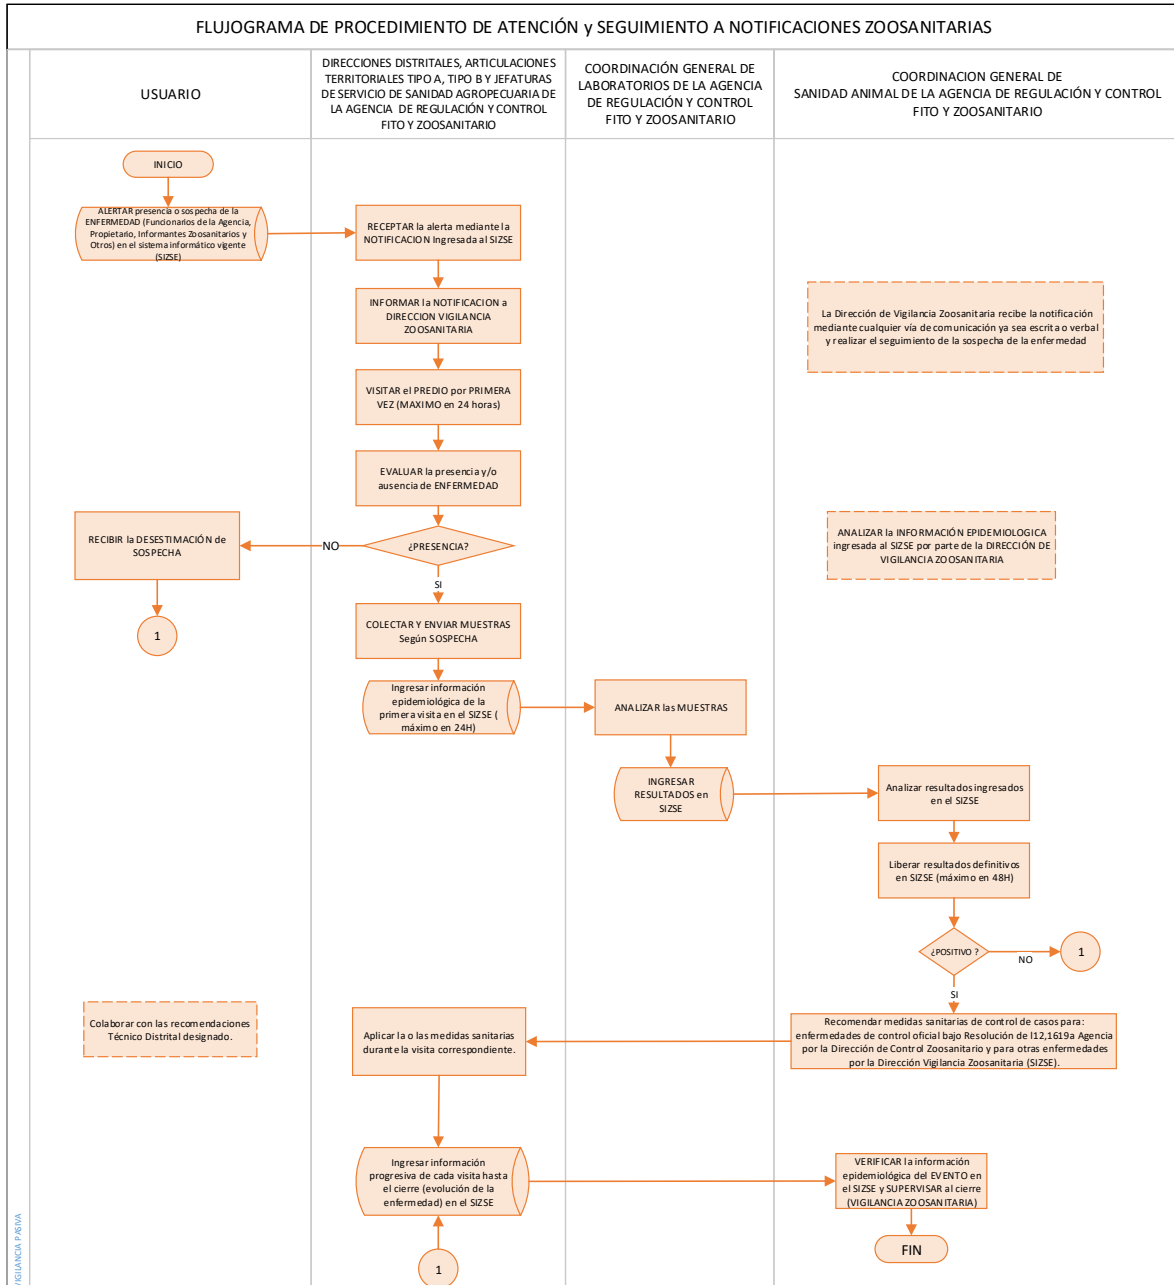 FLUJOGRAMA DE PROCEDIMIENTO DE ATENCIÓN y SEGUIMIENTO A NOTIFICACIONES ZOOSANITARIAS
USUARIO
DIRECCIONES DISTRITALES, ARTICULACIONES
TERRITORIALES TIPO A, TIPO B Y JEFATURAS
DE SERVICIO DE SANIDAD AGROPECUARIA DE
LA AGENCIA DE REGULACIÓN Y CONTROL
FITO Y ZOOSANITARIO
COORDINACIÓN GENERAL DE
LABORATORIOS DE LA AGENCIA
DE REGULACIÓN Y CONTROL
FITO Y ZOOSANITARIO
COORDINACION GENERAL DE
SANIDAD ANIMAL DE LA AGENCIA DE REGULACIÓN Y CONTROL
FITO Y ZOOSANITARIO
INICIO
ALERTAR presencia o sospecha de la
ENFERMEDAD (Funcionarios de la Agencia,
Propietario, Informantes Zoosanitarios y
Otros) en el sistema informático vigente
(SIZSE)
RECEPTAR la alerta mediante la
NOTIFICACION Ingresada al SIZSE
INFORMAR la NOTIFICACION a
DIRECCION VIGILANCIA
ZOOSANITARIA
La Dirección de Vigilancia Zoosanitaria recibe la notificación
mediante cualquier vía de comunicación ya sea escrita o verbal
y realizar el seguimiento de la sospecha de la enfermedad
VISITAR el PREDIO por PRIMERA
VEZ (MAXIMO en 24 horas)
EVALUAR la presencia y/o
ausencia de ENFERMEDAD
RECIBIR la DESESTIMACIÓN de
SOSPECHA
NO
¿PRESENCIA?
ANALIZAR la INFORMACIÓN EPIDEMIOLOGICA
ingresada al SIZSE por parte de la DIRECCIÓN DE
VIGILANCIA ZOOSANITARIA
SI
1
COLECTAR Y ENVIAR MUESTRAS
Según SOSPECHA
Ingresar información
epidemiológica de la
primera visita en el SIZSE (
máximo en 24H)
ANALIZAR las MUESTRAS
INGRESAR
RESULTADOS en
SIZSE
Analizar resultados ingresados
en el SIZSE
Liberar resultados definitivos
en SIZSE (máximo en 48H)
¿POSITIVO ?
NO
1
SI
Colaborar con las recomendaciones
Técnico Distrital designado.
Aplicar la o las medidas sanitarias
durante la visita correspondiente.
Recomendar medidas sanitarias de control de casos para:
enfermedades de control oficial bajo Resolución de l12,1619a Agencia
por la Dirección de Control Zoosanitario y para otras enfermedades
por la Dirección Vigilancia Zoosanitaria (SIZSE).
Ingresar información
progresiva de cada visita hasta
el cierre (evolución de la
enfermedad) en el SIZSE
VERIFICAR la información
epidemiológica del EVENTO en
el SIZSE y SUPERVISAR al cierre
(VIGILANCIA ZOOSANITARIA)
1
FIN
VIGILANCIA PASIVA